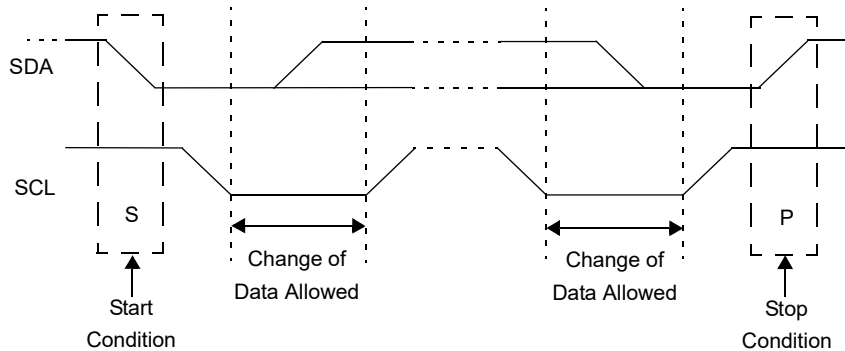 SDA
SCL
S
P
Change of
Data Allowed
Change of
Data Allowed
Start
Condition
Stop
Condition